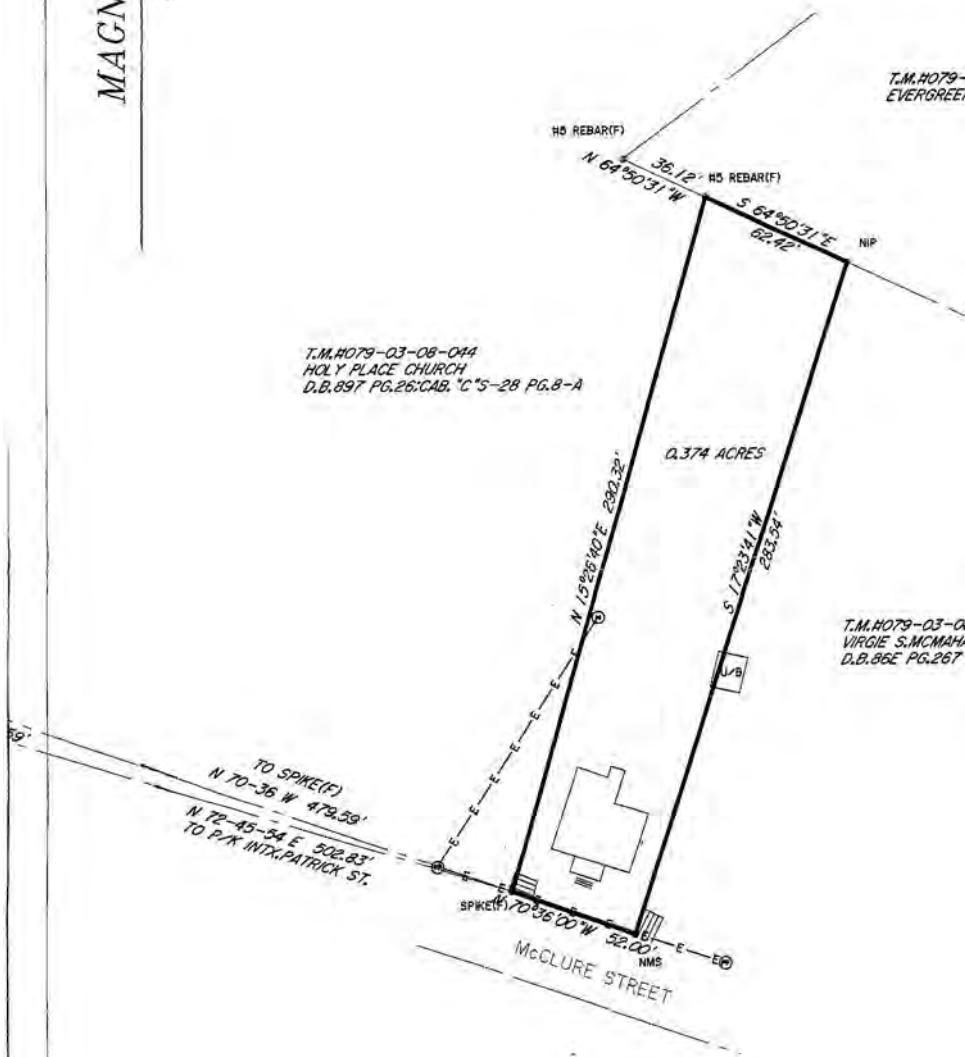 MAGN
T.M.#079-
EVERGREE
#5 REBAR(F)
36.12'
N 64°50'31"W
#5 REBAR(F)
S 64°50'31"E
62.42'
NIP
T.M.#079-03-08-044
HOLY PLACE CHURCH
D.B.897 PG.26:CAB. "C"S-28 PG.8-A
0.374 ACRES
N 15°26'40"E 290.32'
S 17°23'41"W
283.54'
T.M.#079-03-0
VIRGIE S.MCMAH
D.B.86E PG.267
J/B
E
E
E
E
E
E
59'
TO SPIKE(F)
N 70-36 W 479.59'
N 72-45-54 E 502.83'
TO P/K INTX.PATRICK ST.
E
E
E
E
E
SPIKE(F)
N 70°36'00"W 52.00'
E
E
E
NMS
McCLURE STREET